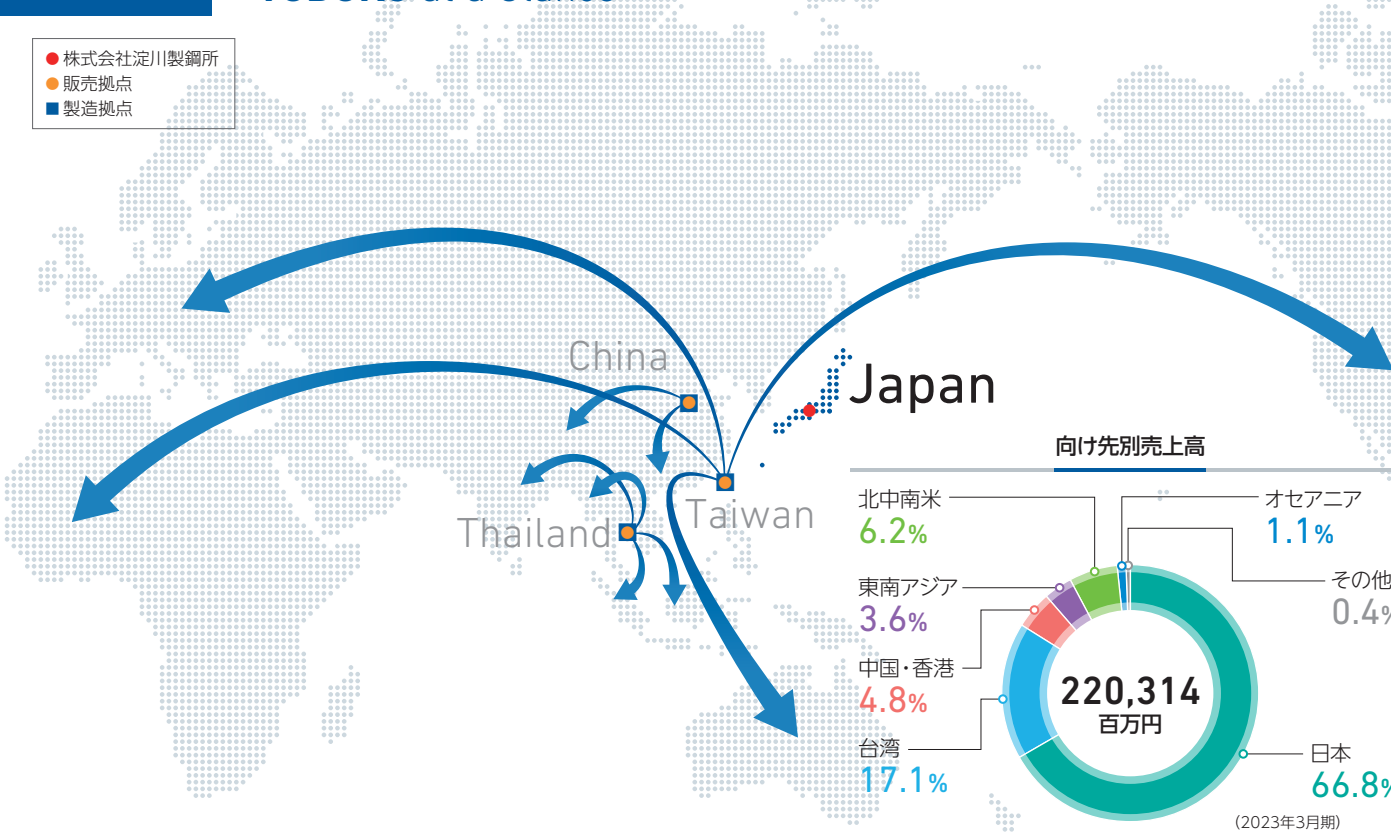 株式会社淀川製鋼所
販売拠点
製造拠点
China
Japan
Taiwan
Thailand
向け先別売上高
北中南米
6.2%
オセアニア
1.1%
東南アジア
3.6%
その他
0.4%
中国・香港
4.8%
220,314
百万円
台湾
17.1%
日本
66.8%
(2023年3月期)